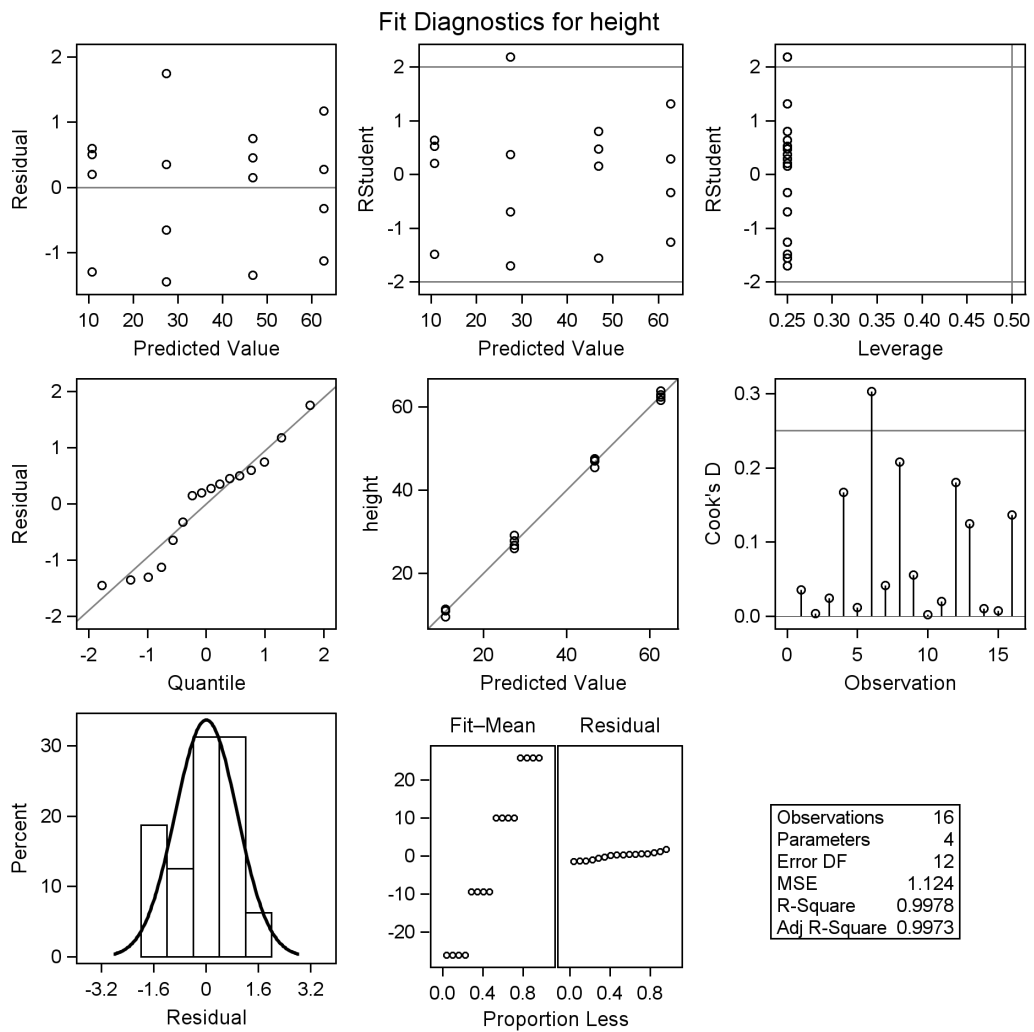 Fit Diagnostics for height
Residual
2
1
0
-1
10 20 30 40 50 60
Predicted Value
RStudent
2
1
0
-1
-2
10 20 30 40 50 60
Predicted Value
RStudent
2
1
0
-1
-2
0.25 0.30 0.35 0.40 0.45 0.50
Leverage
Residual
2
1
0
-1
-2
-2 -1 0 1 2
Quantile
height
60
40
20
20 40 60
Predicted Value
Cook's D
0.3
0.2
0.1
0.0
0 5 10 15
Observation
Percent
30
20
10
0
-3.2 -1.6 0 1.6 3.2
Residual
Fit–Mean Residual
20
10
0
-10
-20
0.0 0.4 0.8 0.0 0.4 0.8
Proportion Less
Observations 16
Parameters 4
Error DF 12
MSE 1.124
R-Square 0.9978
Adj R-Square 0.9973